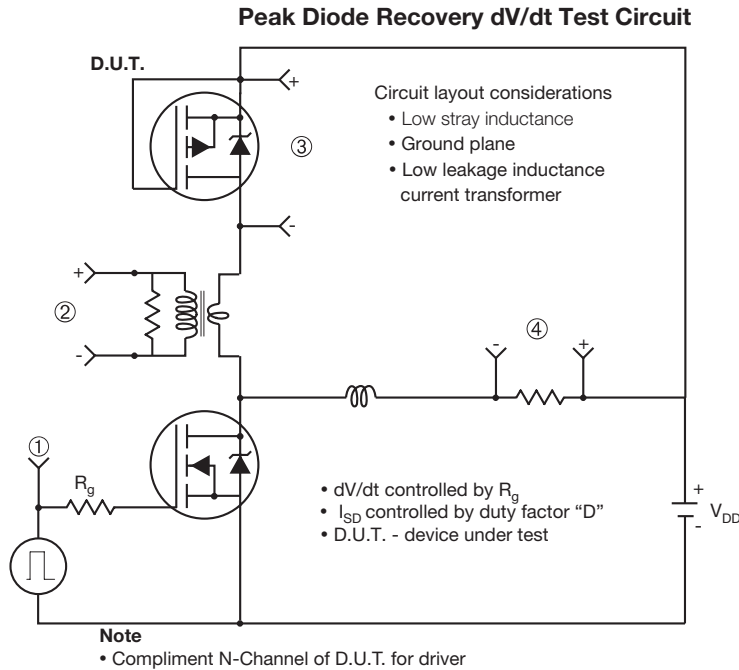 Peak Diode Recovery dV/dt Test Circuit
D.U.T.
+
Circuit layout considerations
• Low stray inductance
③
• Ground plane
• Low leakage inductance
current transformer
-
+
②
-
④
-
+
①
Rg
• dV/dt controlled by Rg
• ISD controlled by duty factor “D”
• D.U.T. - device under test
+
VDD
-
Note
• Compliment N-Channel of D.U.T. for driver